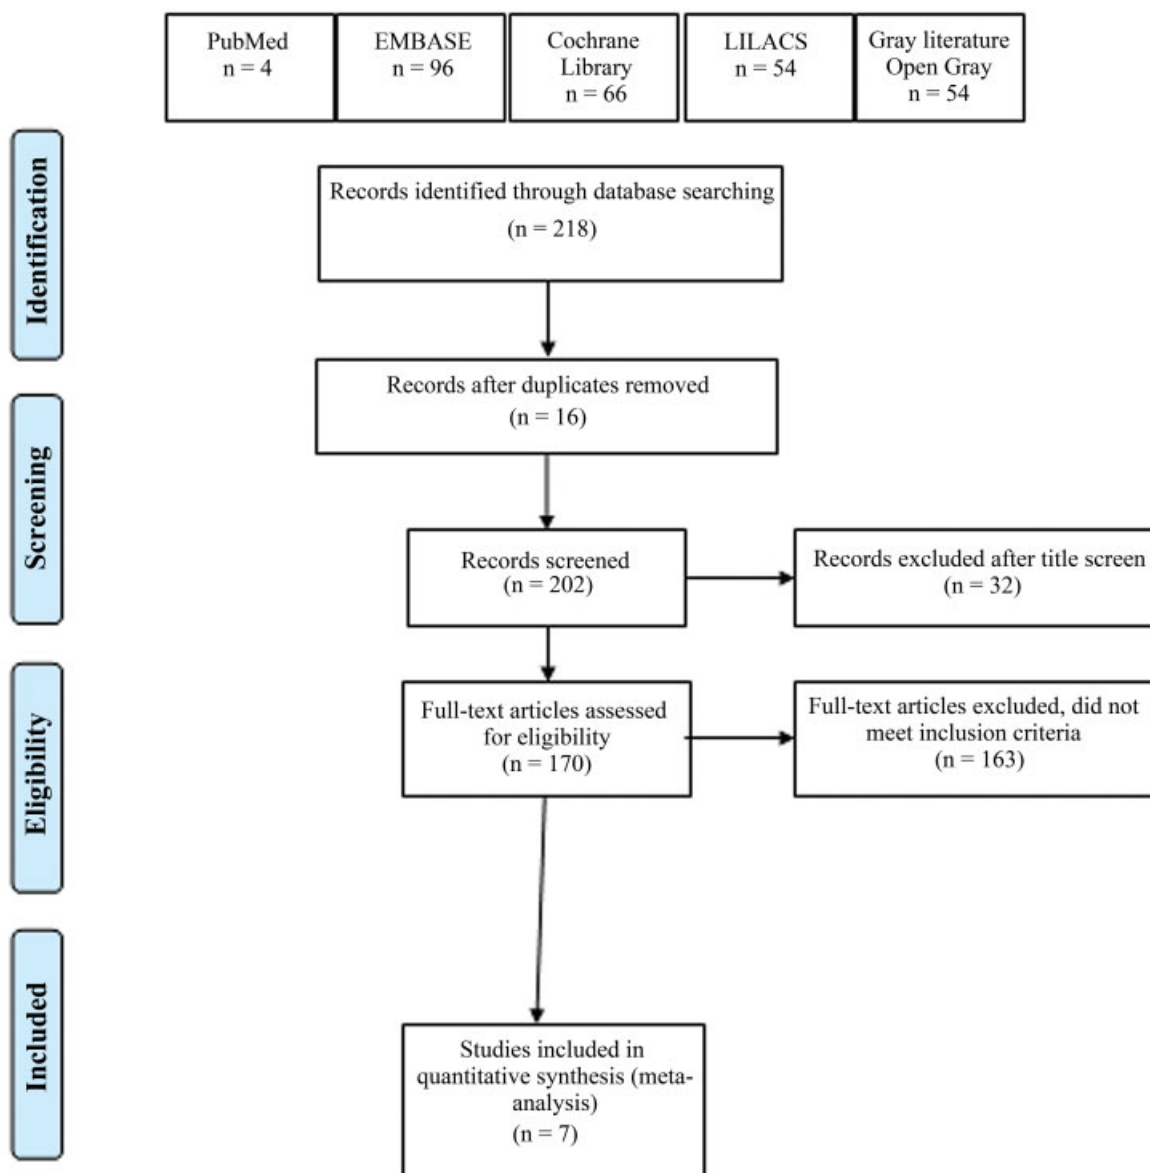 PubMed
n = 4
EMBASE
n = 96
Cochrane
Library
n = 66
LILACS
n = 54
Gray literature
Open Gray
n = 54
Identification
Records identified through database searching
(n = 218)
Records after duplicates removed
(n = 16)
Screening
Records screened
(n = 202)
Records excluded after title screen
(n = 32)
Eligibility
Full-text articles assessed
for eligibility
(n = 170)
Full-text articles excluded, did not
meet inclusion criteria
(n = 163)
Included
Studies included in
quantitative synthesis (meta-
analysis)
(n = 7)